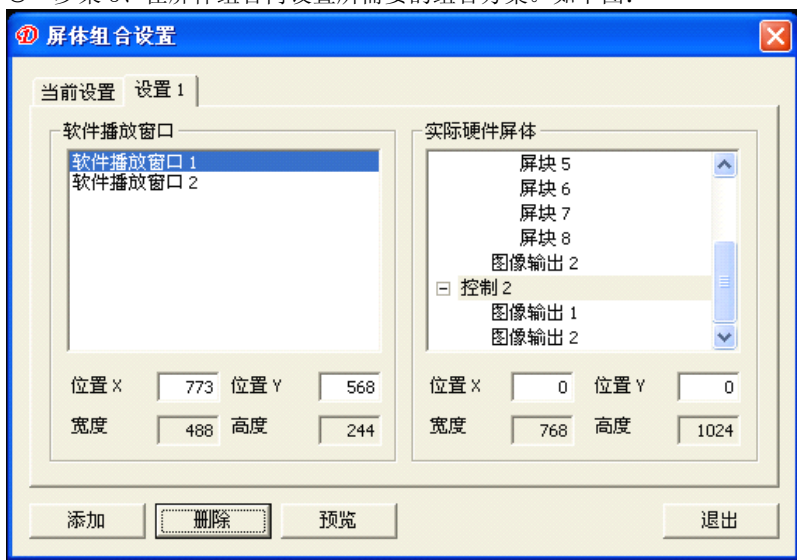 屏体组合设置
当前设置 设置 1
软件播放窗口
软件播放窗口 1
软件播放窗口 2
位置 X 773 位置 Y 568
宽度 488 高度 244
实际硬件屏体
屏块 5
屏块 6
屏块 7
屏块 8
图像输出 2
控制 2
图像输出 1
图像输出 2
位置 X 0 位置 Y 0
宽度 768 高度 1024
添加 删除 预览 退出